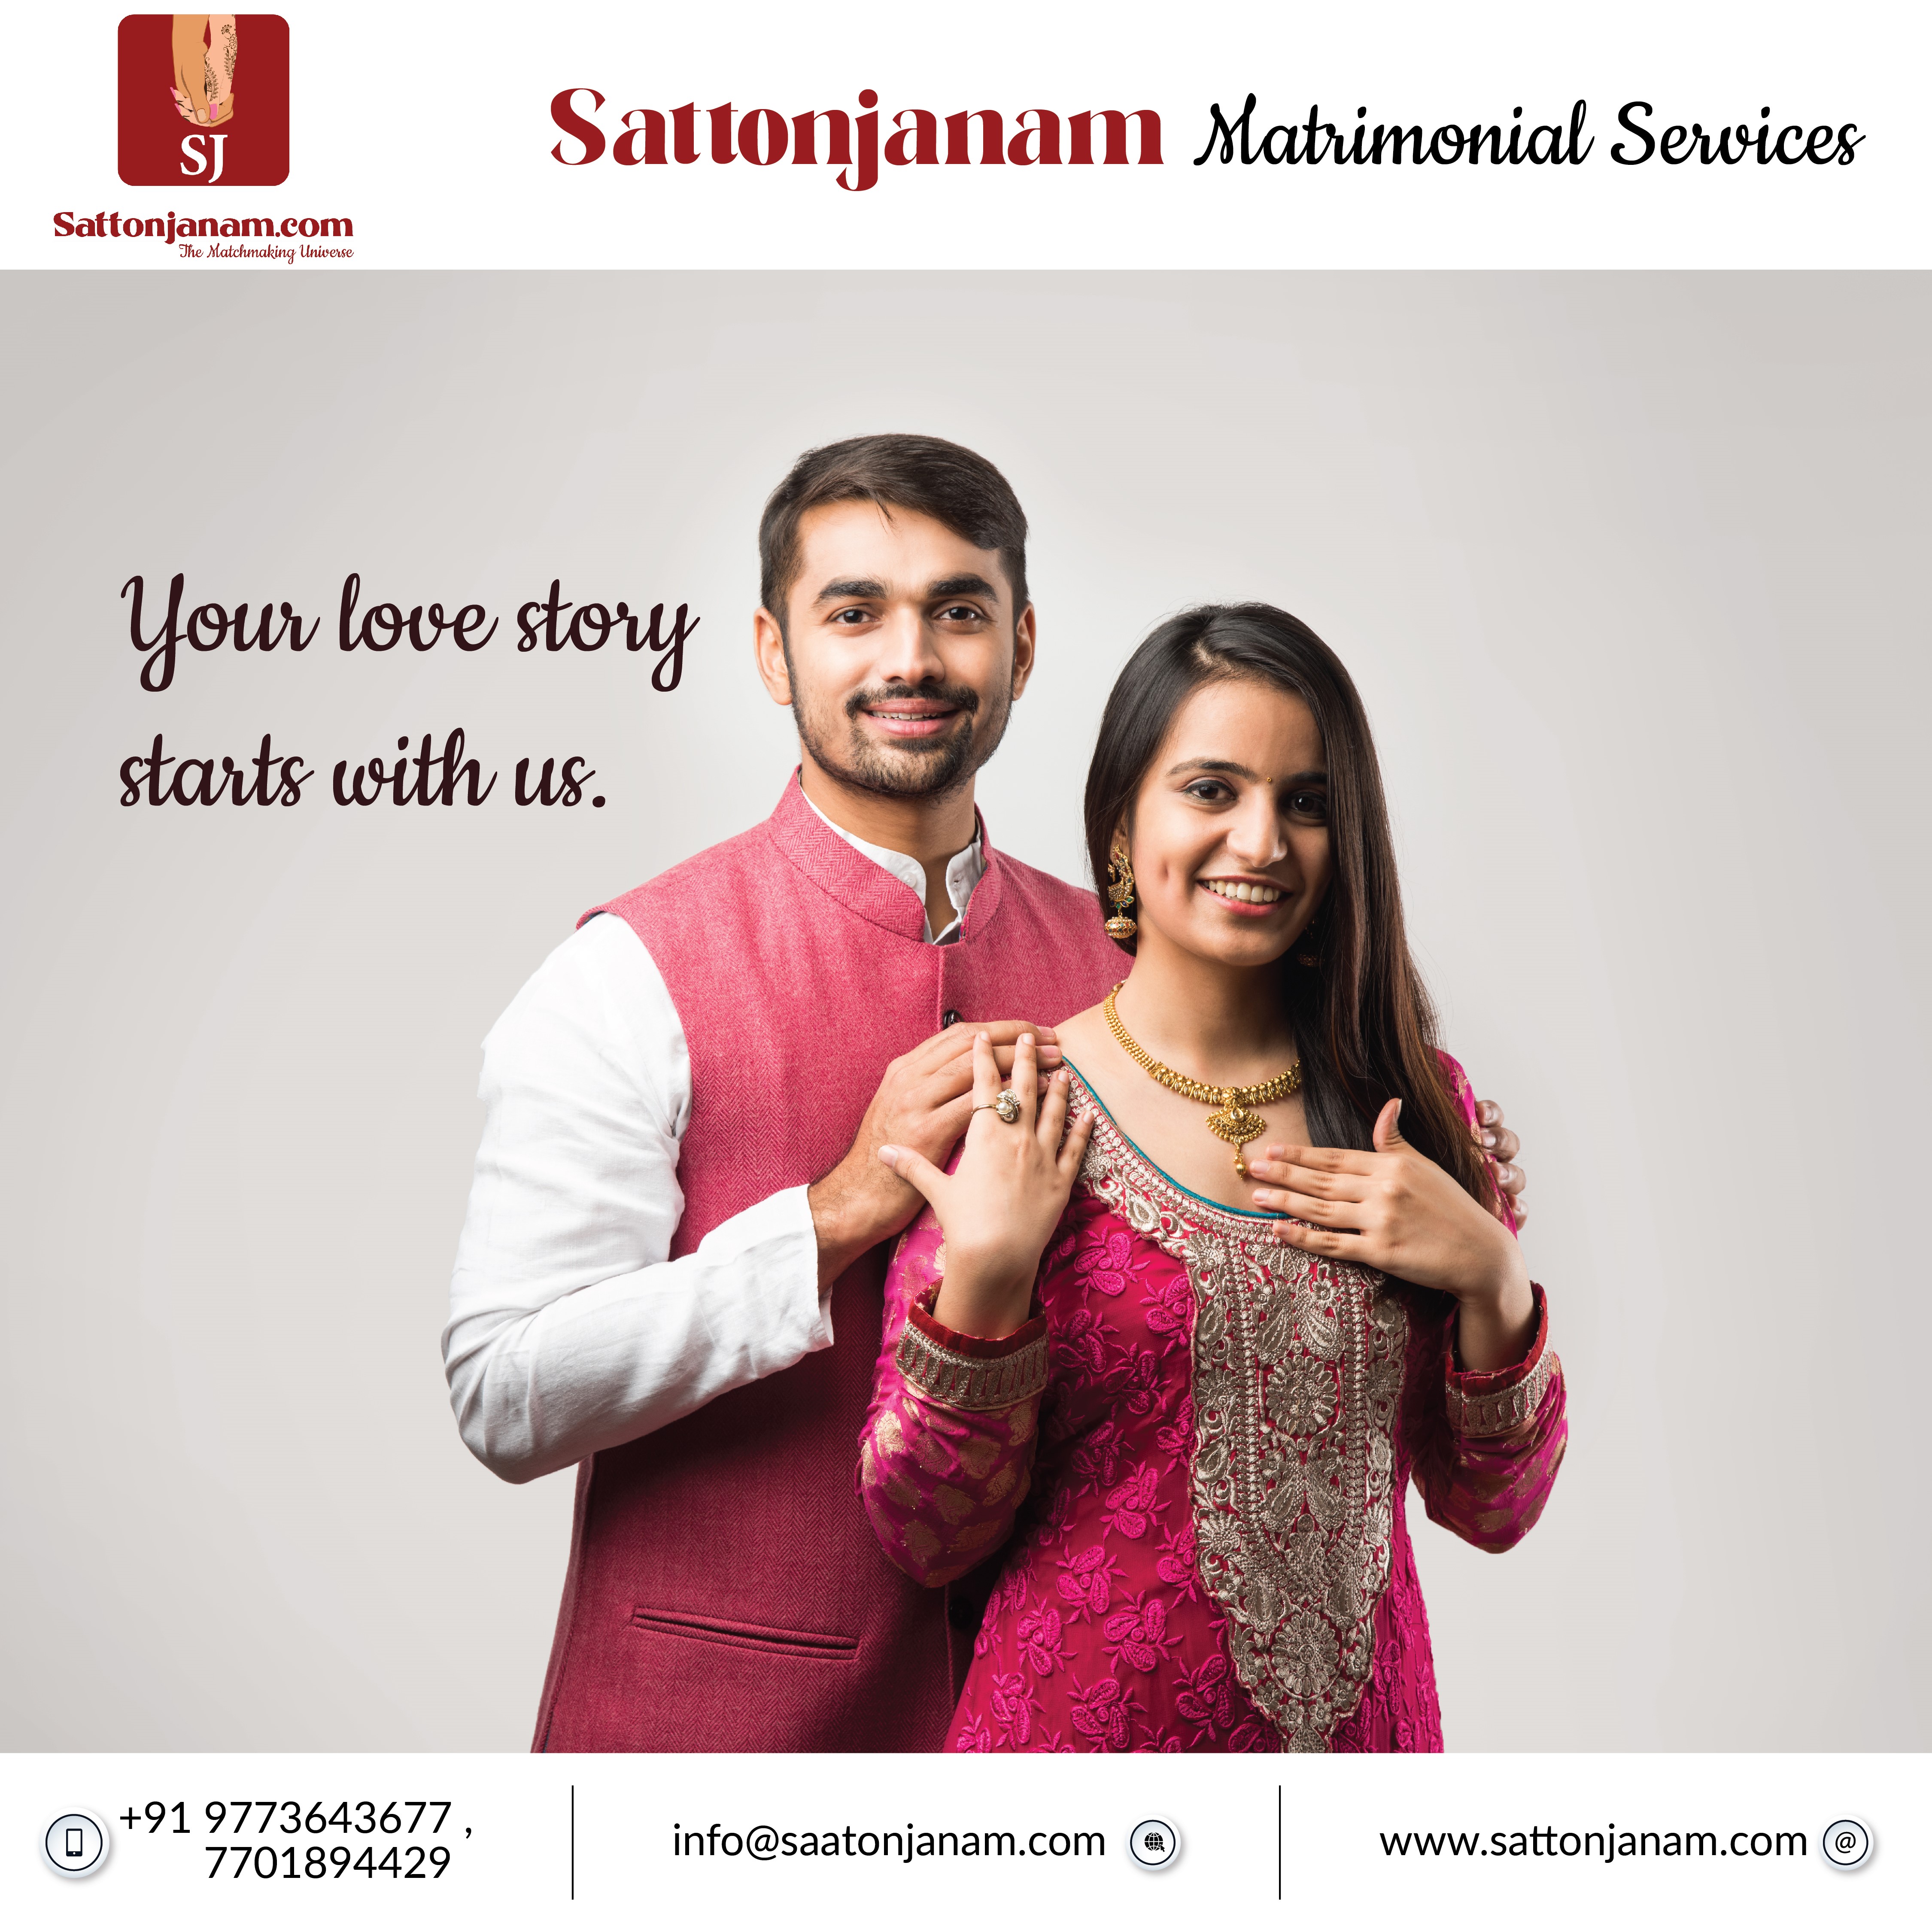 SJ
Sattonjanam.com
The Matchmaking Universe
Sattonjanam Matrimonial Services
Your love story
starts with us.
+91 9773643677 ,
7701894429
info@saatonjanam.com
www.sattonjanam.com
@